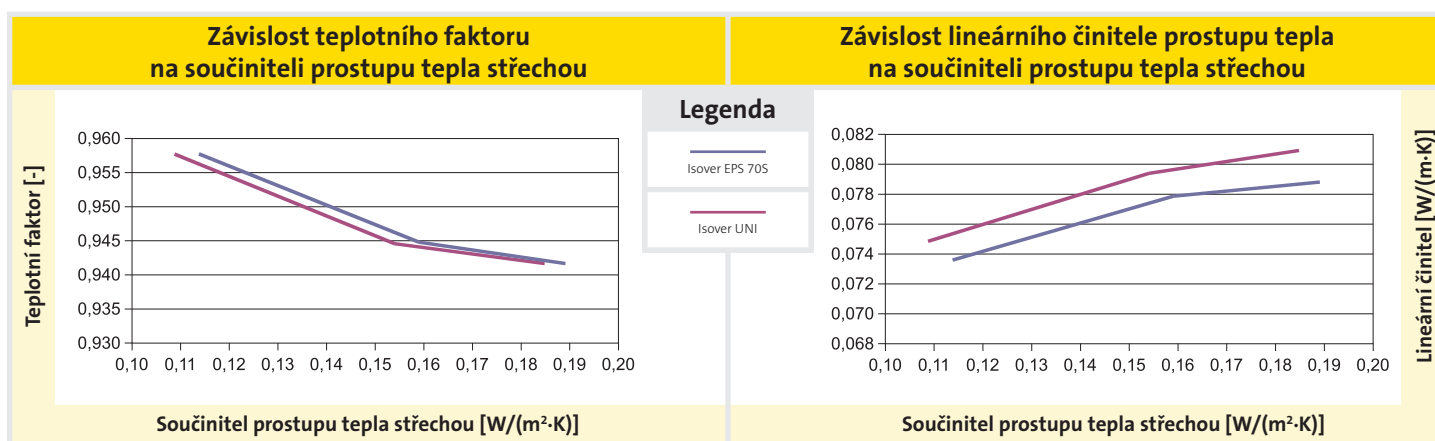 Závislost teplotního faktoru
na součiniteli prostupu tepla střechou
Teplotní faktor [-]
0,960
0,955
0,950
0,945
0,940
0,935
0,930
0,10 0,11 0,12 0,13 0,14 0,15 0,16 0,17 0,18 0,19 0,20
Součinitel prostupu tepla střechou [W/(m²·K)]
Legenda
Isover EPS 70S
Isover UNI
Závislost lineárního činitele prostupu tepla
na součiniteli prostupu tepla střechou
0,082
0,080
0,078
0,076
0,074
0,072
0,070
0,068
0,10 0,11 0,12 0,13 0,14 0,15 0,16 0,17 0,18 0,19 0,20
Součinitel prostupu tepla střechou [W/(m²·K)]
Lineární činitel [W/(m·K)]